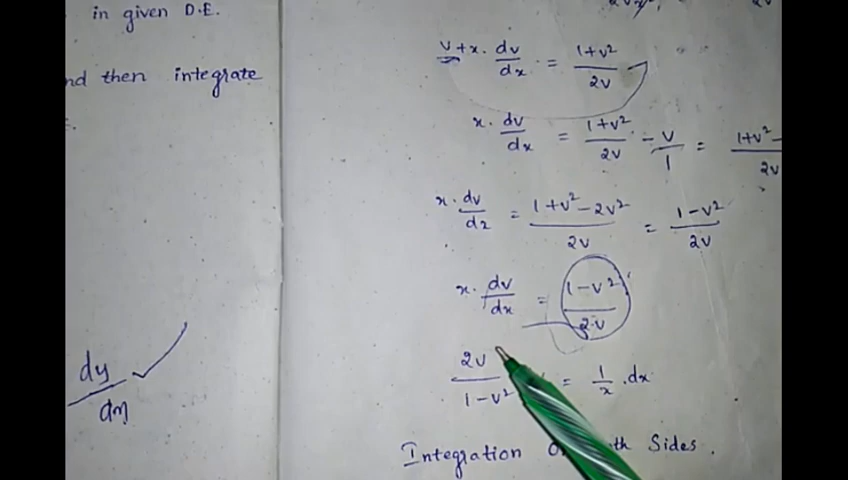 in given D.E.
nd then integrate
dy/dx
v + x · dv/dx = 1+v²/2v
x · dv/dx = 1+v²/2v - v/1 = 1+v² -/2v
x · dv/dz = 1+v²-2v²/2v = 1-v²/2v
x · dv/dx = 1-v²/2v
2v/1-v² = 1/x · dx
Integration Sides.